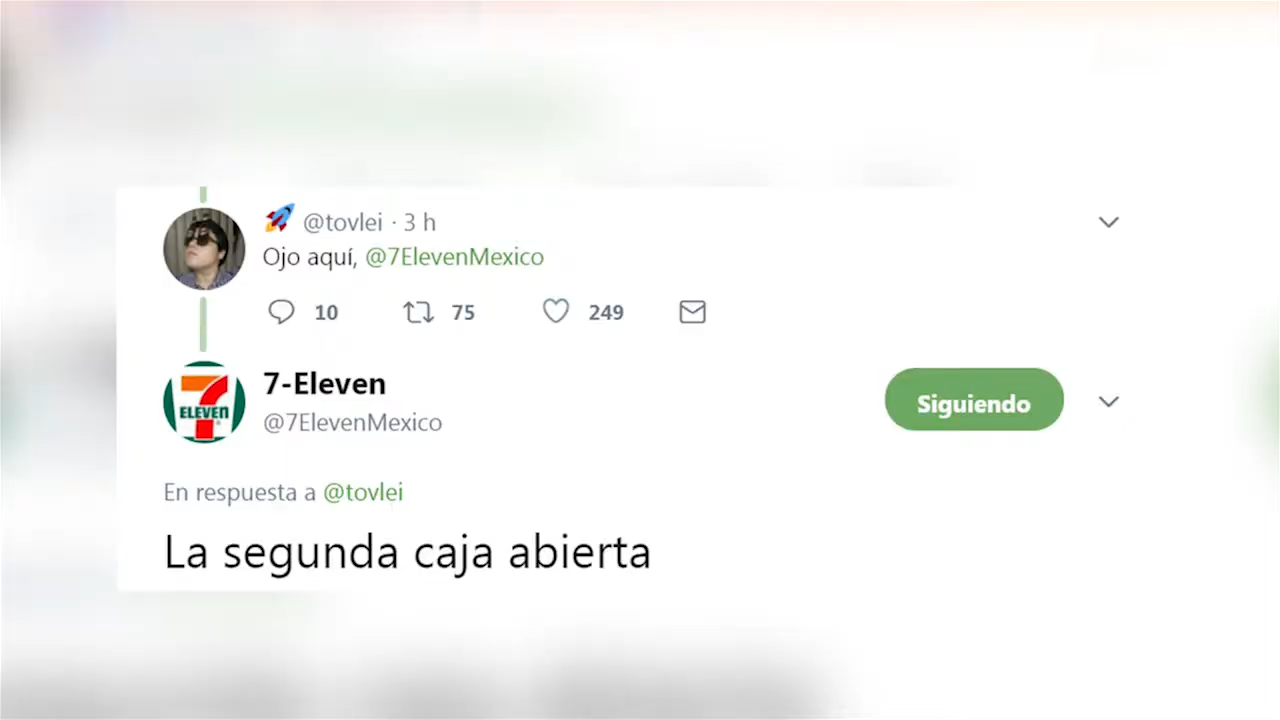 🚀 @tovlei · 3 h
Ojo aquí, @7ElevenMexico
10 75 249
7-Eleven
@7ElevenMexico
ELEVEN
Siguiendo
En respuesta a @tovlei
La segunda caja abierta